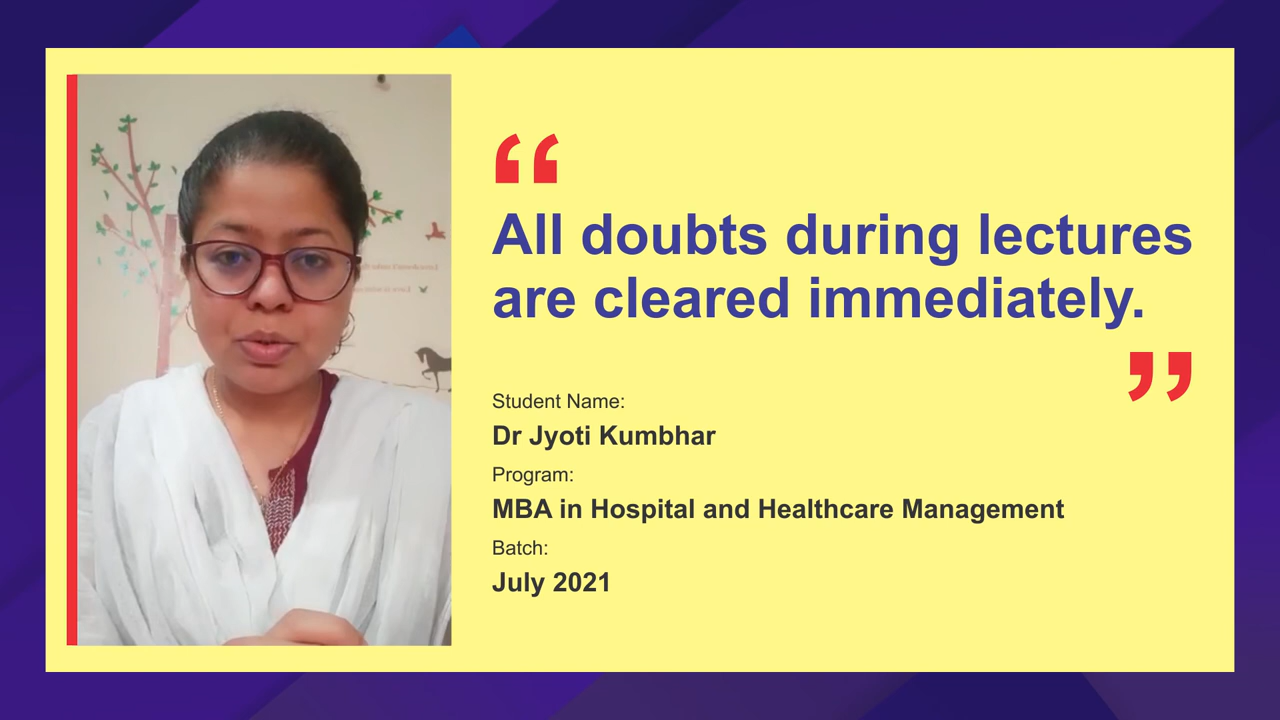 “
All doubts during lectures
are cleared immediately.
”
Student Name:
Dr Jyoti Kumbhar
Program:
MBA in Hospital and Healthcare Management
Batch:
July 2021